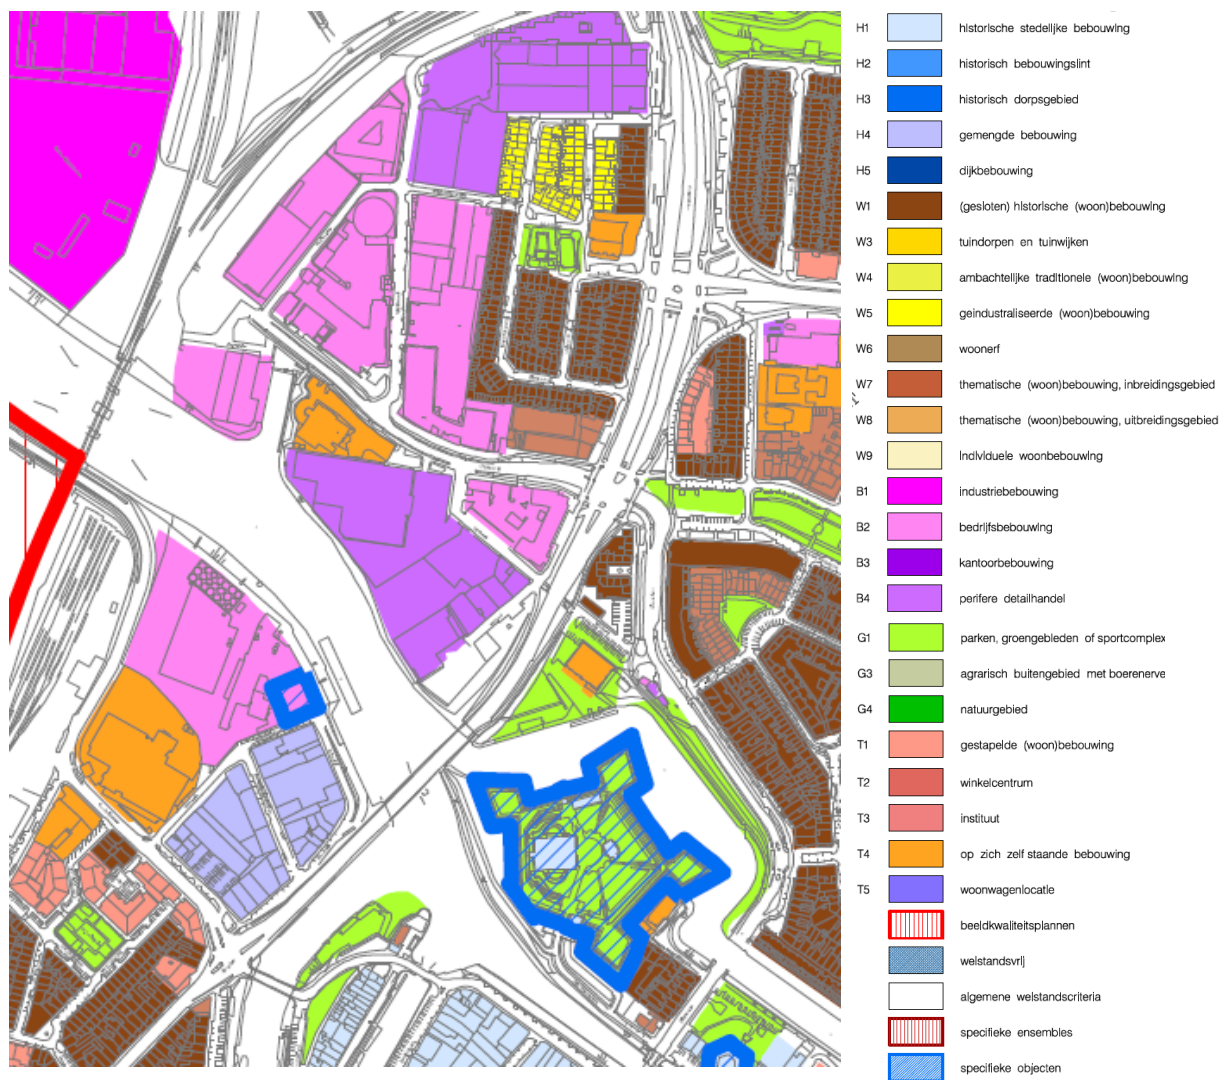 H1 historische stedelijke bebouwing
H2 historisch bebouwingslint
H3 historisch dorpsgebied
H4 gemengde bebouwing
H5 dijkbebouwing
W1 (gesloten) historische (woon)bebouwing
W3 tuindorpen en tuinwijken
W4 ambachtelijke traditionele (woon)bebouwing
W5 geindustraliseerde (woon)bebouwing
W6 woonerf
W7 thematische (woon)bebouwing, inbreidingsgebied
W8 thematische (woon)bebouwing, uitbreidingsgebied
W9 individuele woonbebouwing
B1 industriebebouwing
B2 bedrijfsbebouwing
B3 kantoorbebouwing
B4 perifere detailhandel
G1 parken, groengebieden of sportcomplex
G3 agrarisch buitengebied met boerenerve
G4 natuurgebied
T1 gestapelde (woon)bebouwing
T2 winkelcentrum
T3 instituut
T4 op zich zelf staande bebouwing
T5 woonwagenlocatie
beeldkwaliteitsplannen
welstandsvrij
algemene welstandscriteria
specifieke ensembles
specifieke objecten